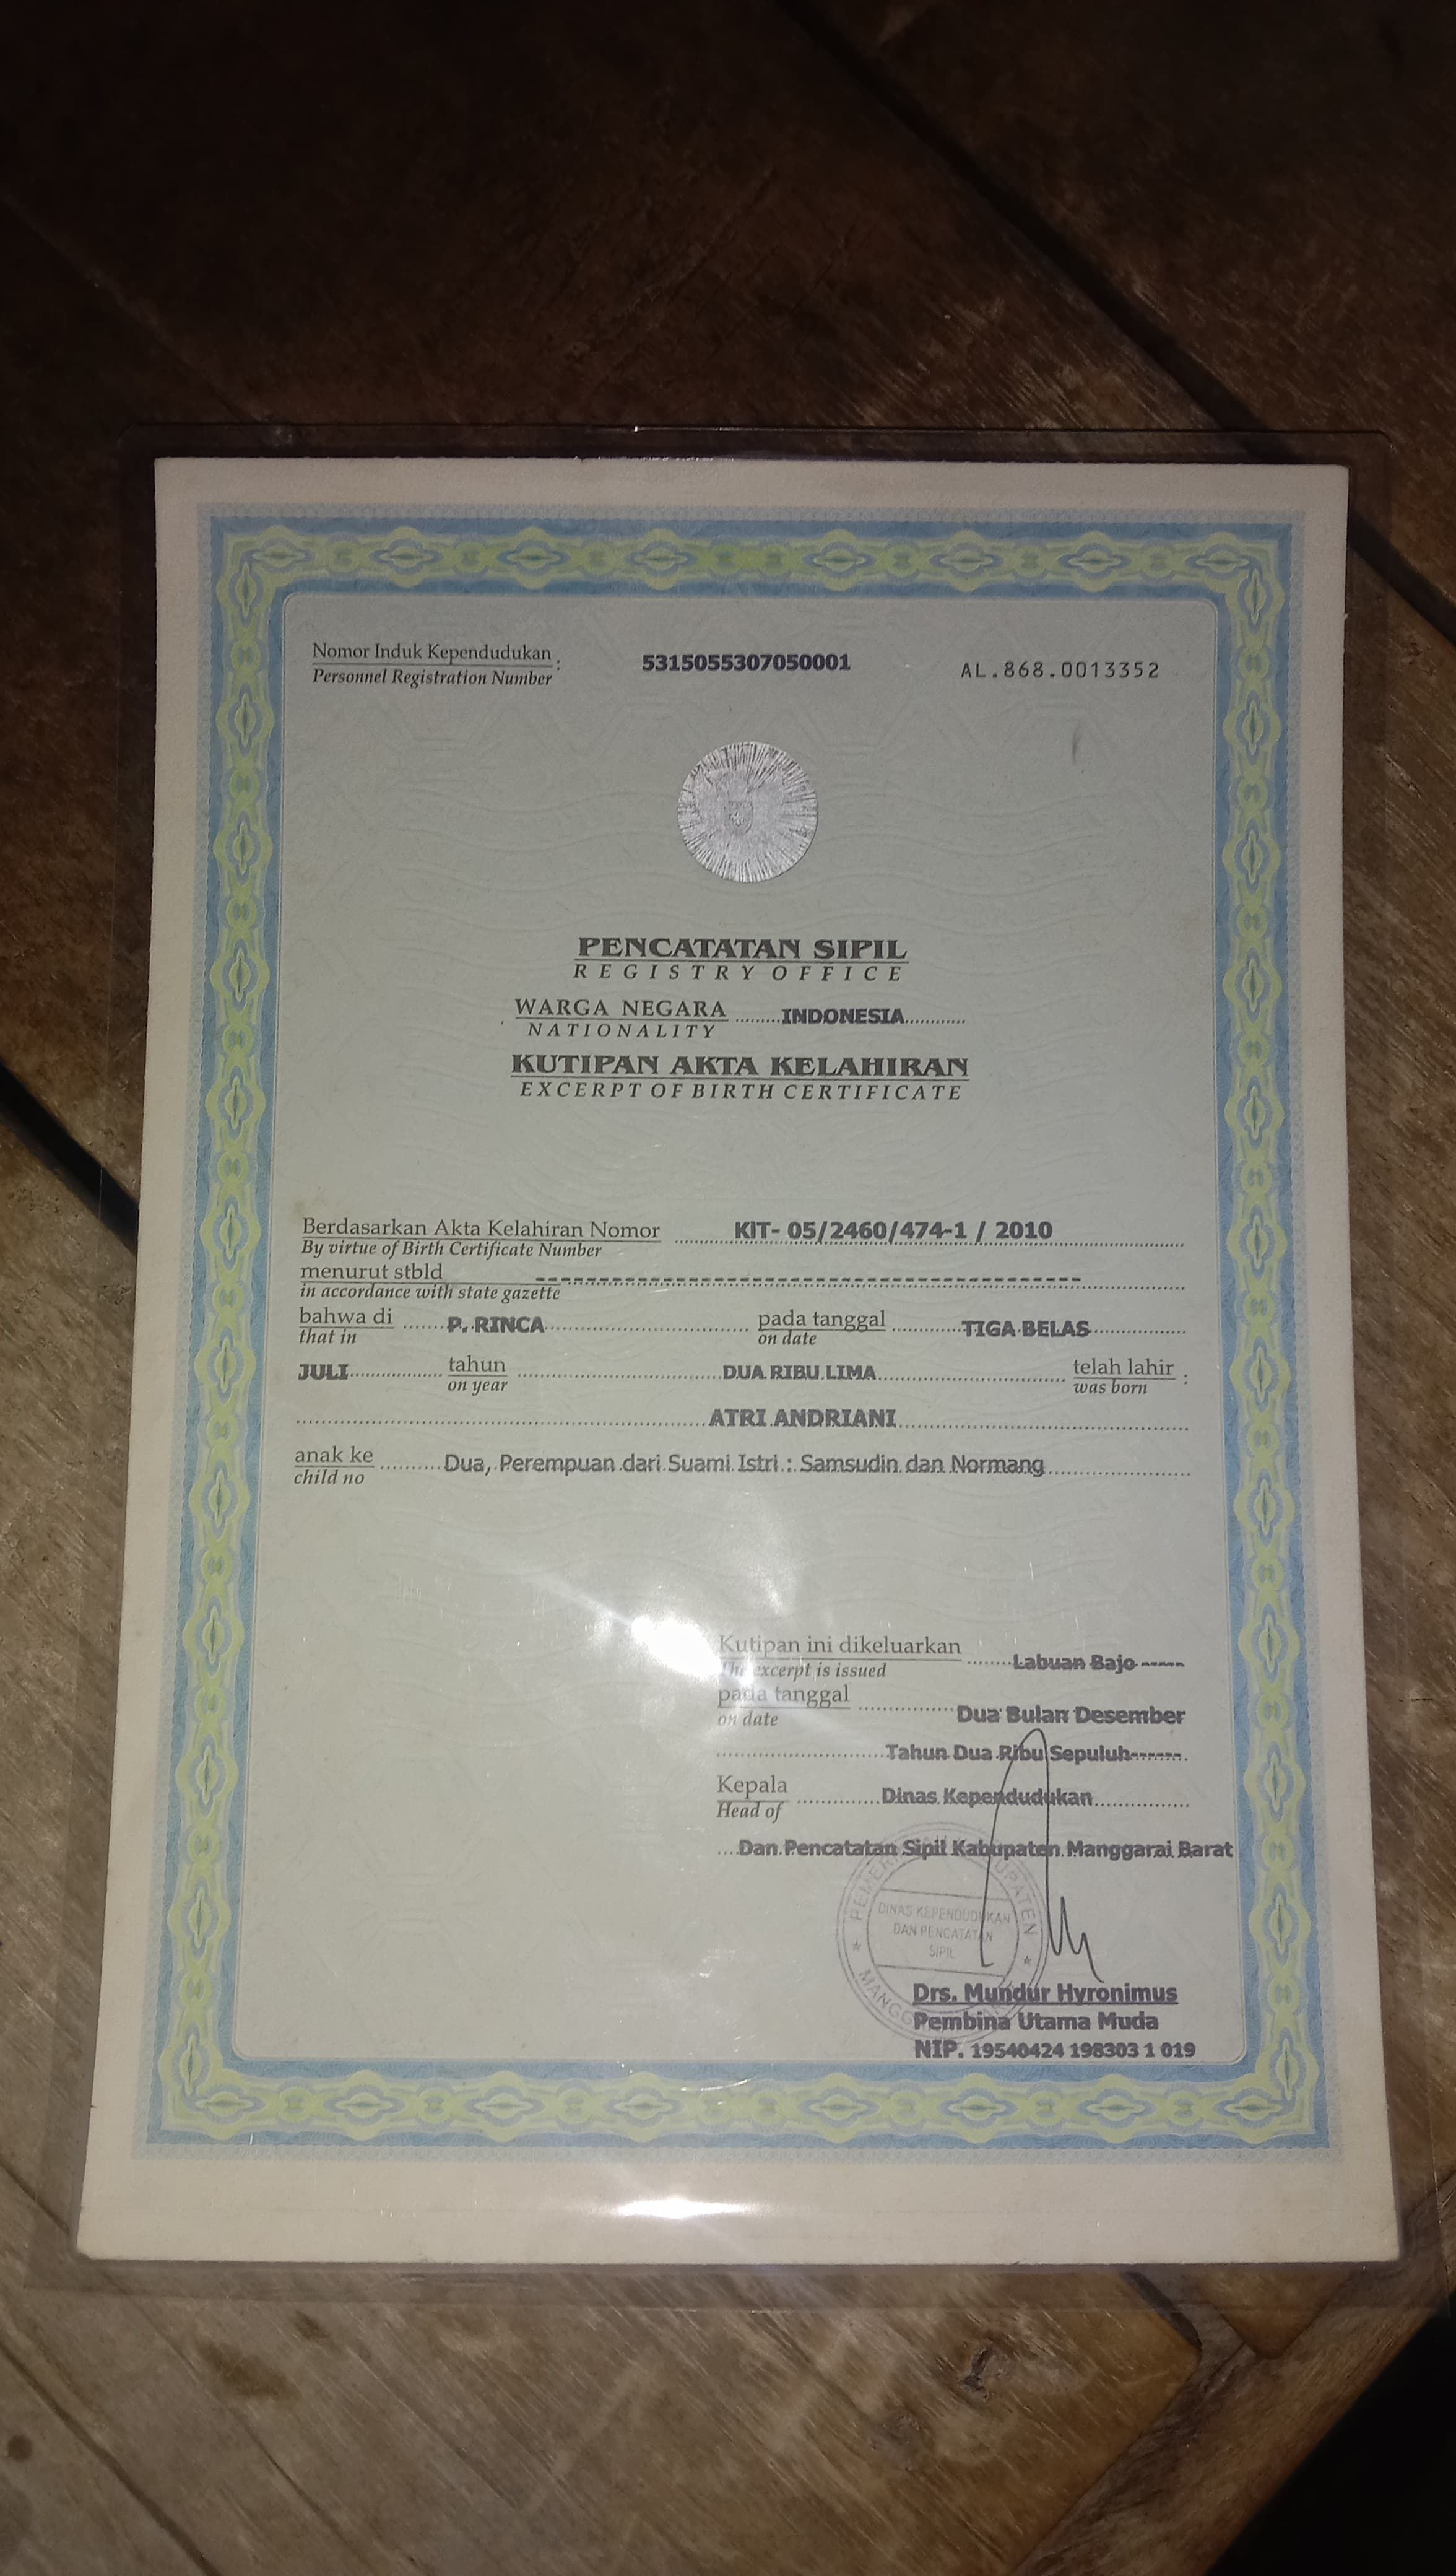 Nomor Induk Kependudukan : 5315055307050001 AL.868.0013352
Personnel Registration Number
PENCATATAN SIPIL
REGISTRY OFFICE
WARGA NEGARA ........INDONESIA............
NATIONALITY
KUTIPAN AKTA KELAHIRAN
EXCERPT OF BIRTH CERTIFICATE
Berdasarkan Akta Kelahiran Nomor KIT- 05/2460/474-1 / 2010
By virtue of Birth Certificate Number
menurut stbld --------------------------------------------
in accordance with state gazette
bahwa di P. RINCA pada tanggal TIGA BELAS
that in on date
JULI tahun DUA RIBU LIMA telah lahir :
on year was born
ATRI ANDRIANI
anak ke Dua, Perempuan dari Suami Istri : Samsudin dan Normang
child no
Kutipan ini dikeluarkan Labuan Bajo -----
The excerpt is issued
pada tanggal Dua Bulan Desember
on date
Tahun Dua Ribu Sepuluh------
Kepala Dinas Kependudukan
Head of
Dan Pencatatan Sipil Kabupaten Manggarai Barat
DINAS KEPENDUDUKAN
DAN PENCATATAN
SIPIL
Drs. Mundur Hyronimus
Pembina Utama Muda
NIP. 19540424 198303 1 019